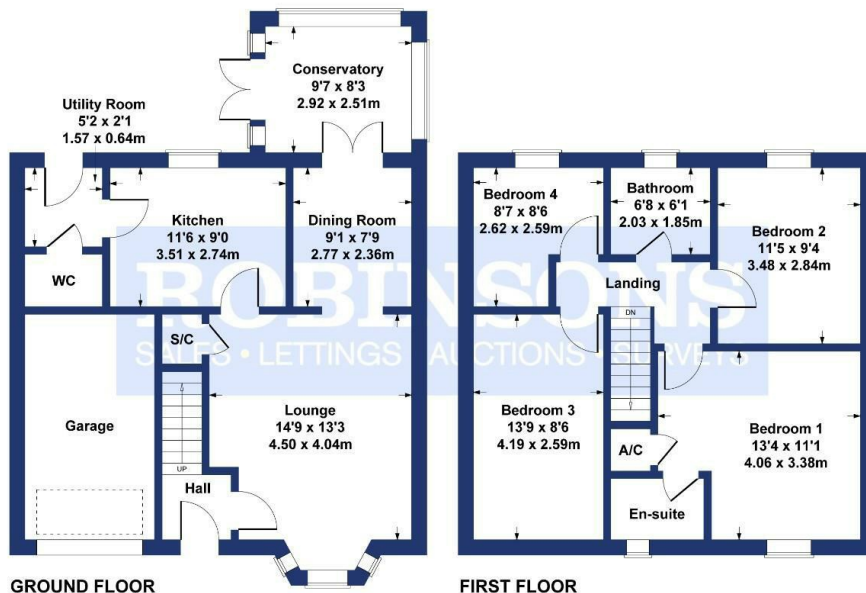 Conservatory
9'7 x 8'3
2.92 x 2.51m
Utility Room
5'2 x 2'1
1.57 x 0.64m
Kitchen
11'6 x 9'0
3.51 x 2.74m
Dining Room
9'1 x 7'9
2.77 x 2.36m
WC
S/C
Garage
Lounge
14'9 x 13'3
4.50 x 4.04m
UP
Hall
GROUND FLOOR
Bedroom 4
8'7 x 8'6
2.62 x 2.59m
Bathroom
6'8 x 6'1
2.03 x 1.85m
Bedroom 2
11'5 x 9'4
3.48 x 2.84m
Landing
DN
Bedroom 3
13'9 x 8'6
4.19 x 2.59m
Bedroom 1
13'4 x 11'1
4.06 x 3.38m
A/C
En-suite
FIRST FLOOR
ROBINSONS
SALES • LETTINGS • AUCTIONS • SURVEYS